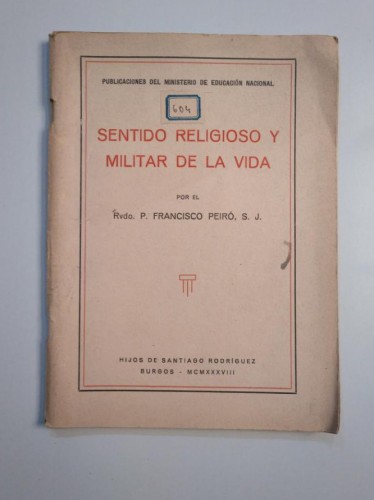 PUBLICACIONES DEL MINISTERIO DE EDUCACIÓN NACIONAL
604
SENTIDO RELIGIOSO Y
MILITAR DE LA VIDA
POR EL
Rvdo. P. FRANCISCO PEIRÓ, S. J.
HIJOS DE SANTIAGO RODRÍGUEZ
BURGOS - MCMXXXVIII